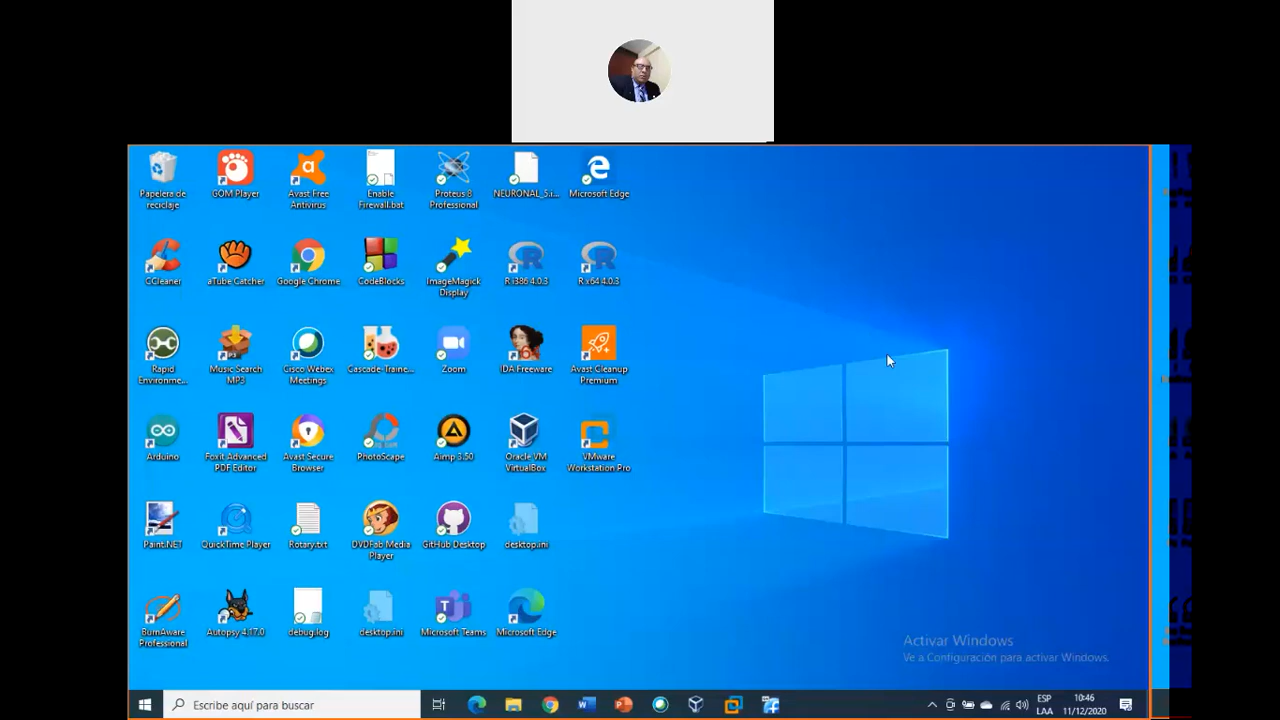 Papelera de reciclaje
GOM Player
Avast Free Antivirus
Enable Firewall.bat
Proteus 8 Professional
NEURONAL_5.i...
Microsoft Edge
CCleaner
aTube Catcher
Google Chrome
CodeBlocks
ImageMagick Display
R i386 4.0.3
R x64 4.0.3
Rapid Environme...
Music Search MP3
Cisco Webex Meetings
Cascade-Traine...
Zoom
IDA Freeware
Avast Cleanup Premium
Arduino
Foxit Advanced PDF Editor
Avast Secure Browser
PhotoScape
Aimp 3.50
Oracle VM VirtualBox
VMware Workstation Pro
Paint.NET
QuickTime Player
Rotary.txt
DVDFab Media Player
GitHub Desktop
desktop.ini
BurnAware Professional
Autopsy 4.17.0
debug.log
desktop.ini
Microsoft Teams
Microsoft Edge
Activar Windows
Ve a Configuración para activar Windows.
Escribe aquí para buscar
ESP
LAA
10:46
11/12/2020